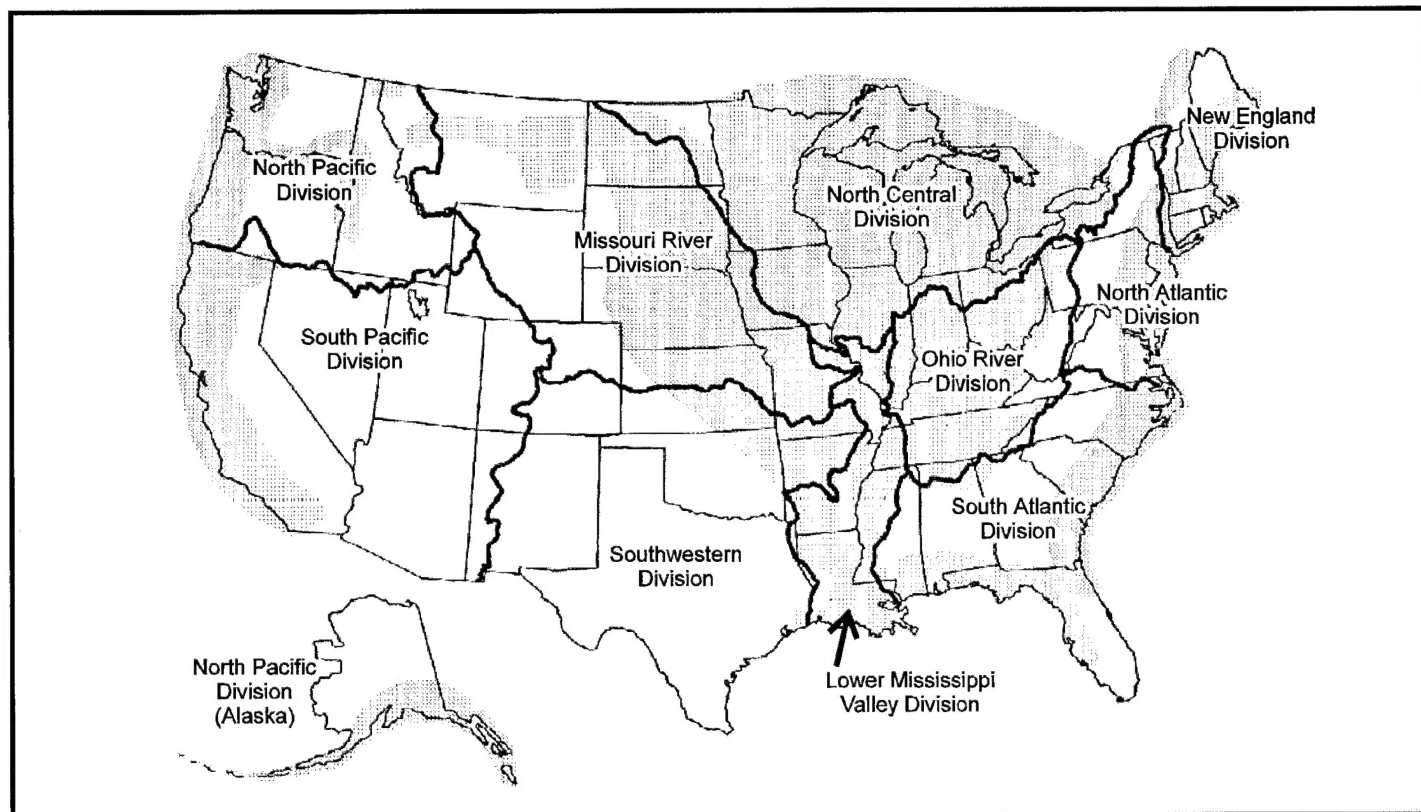 New England
Division
North Pacific
Division
North Central
Division
Missouri River
Division
North Atlantic
Division
South Pacific
Division
Ohio River
Division
South Atlantic
Division
Southwestern
Division
North Pacific
Division
(Alaska)
Lower Mississippi
Valley Division